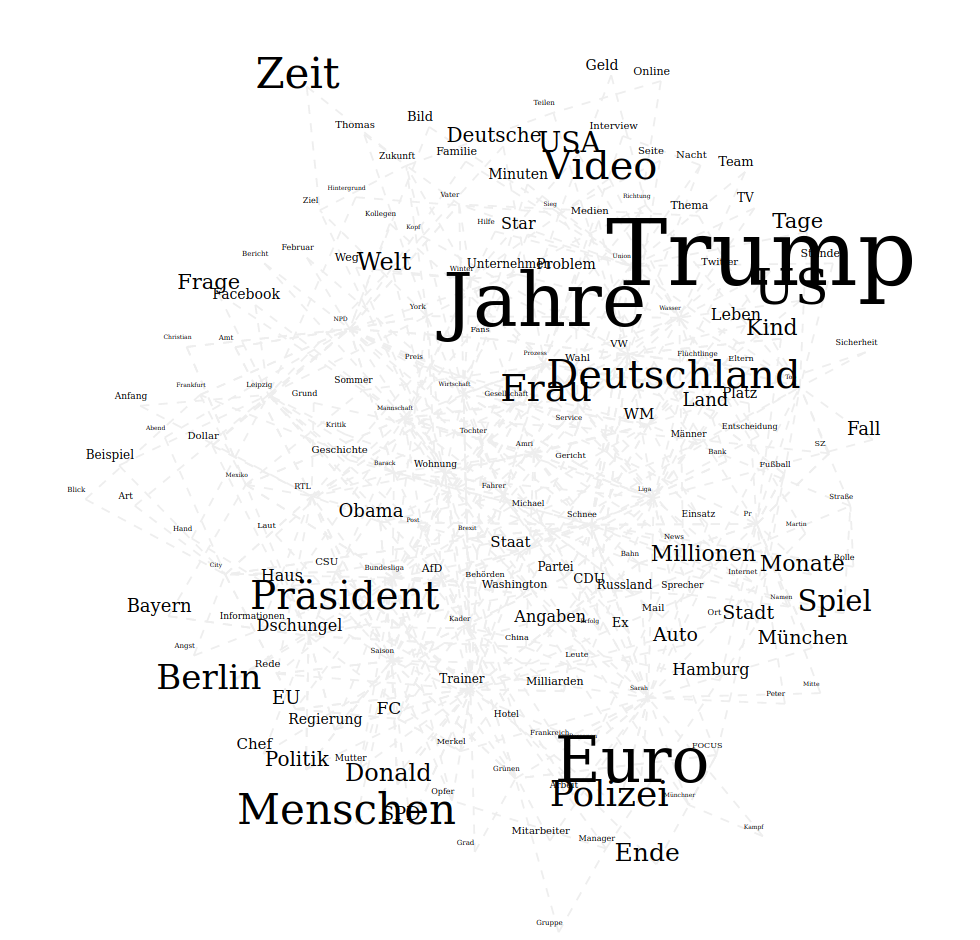 Zeit
Geld
Online
Teilen
Bild
Thomas
Interview
Deutsche
USA
Zukunft
Familie
Seite
Nacht
Team
Video
Minuten
Hintergrund
Vater
Richtung
TV
Ziel
Sieg
Thema
Kollegen
Medien
Hilfe
Star
Tage
Kopf
Februar
Bericht
Weg
Welt
Trump
Stunde
Union
Twitter
Unternehmen
Problem
Winter
Frage
Facebook
US
Jahre
York
Wasser
Leben
NPD
Kind
Fans
Christian
Amt
VW
Sicherheit
Preis
Prozess
Wahl
Flüchtlinge
Eltern
Deutschland
Tor
Sommer
Frankfurt
Leipzig
Wirtschaft
Frau
Gesellschaft
Grund
Platz
Anfang
Land
Mannschaft
WM
Service
Kritik
Abend
Entscheidung
Fall
Tochter
Männer
Dollar
Amri
SZ
Geschichte
Bank
Beispiel
Gericht
Barack
Wohnung
Fußball
Mexiko
RTL
Fahrer
Liga
Blick
Art
Straße
Michael
Obama
Schnee
Einsatz
Pr
Post
Martin
Laut
Hand
Brexit
News
Staat
Millionen
Bahn
Rolle
CSU
Monate
City
Bundesliga
AfD
Partei
Internet
Haus
Behörden
CDU
Washington
Russland
Sprecher
Präsident
Namen
Spiel
Bayern
Mail
Informationen
Ort
Stadt
Kader
Angaben
Erfolg
Ex
Dschungel
Auto
China
München
Angst
Saison
Leute
Rede
Hamburg
Berlin
Trainer
Milliarden
Mitte
Sarah
Peter
EU
FC
Hotel
Regierung
Frankreich
Merkel
Chef
FOCUS
Politik
Mutter
Euro
Grünen
Donald
Arbeit
Opfer
Polizei
Münchner
Menschen
SPD
Kampf
Mitarbeiter
Manager
Grad
Ende
Gruppe